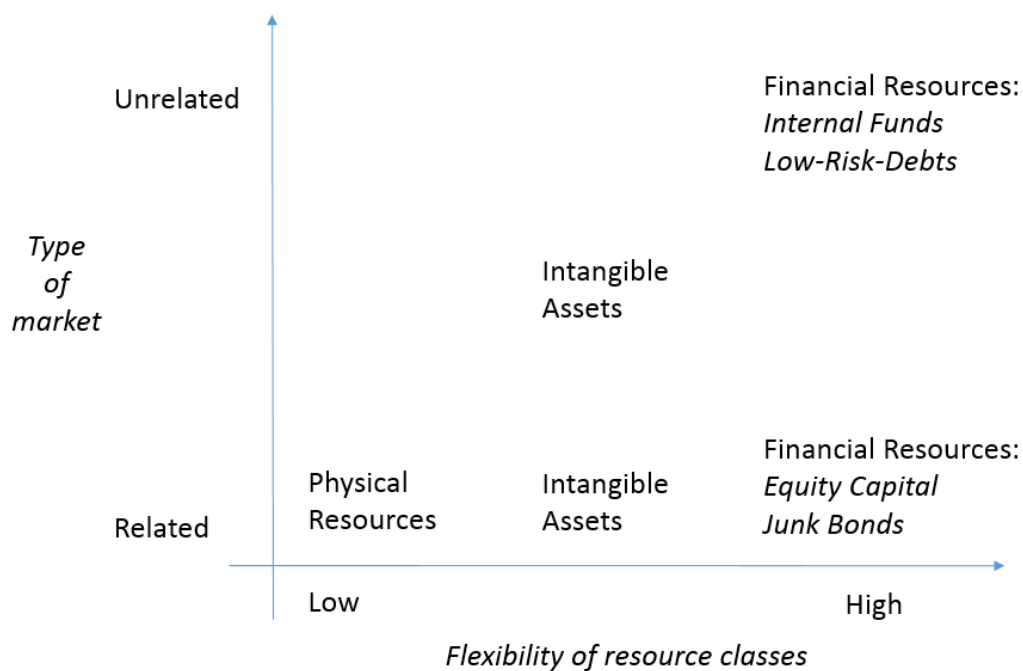 Unrelated
Financial Resources:
Internal Funds
Low-Risk-Debts
Type
of
market
Intangible
Assets
Financial Resources:
Equity Capital
Junk Bonds
Physical
Resources
Intangible
Assets
Related
Low
High
Flexibility of resource classes